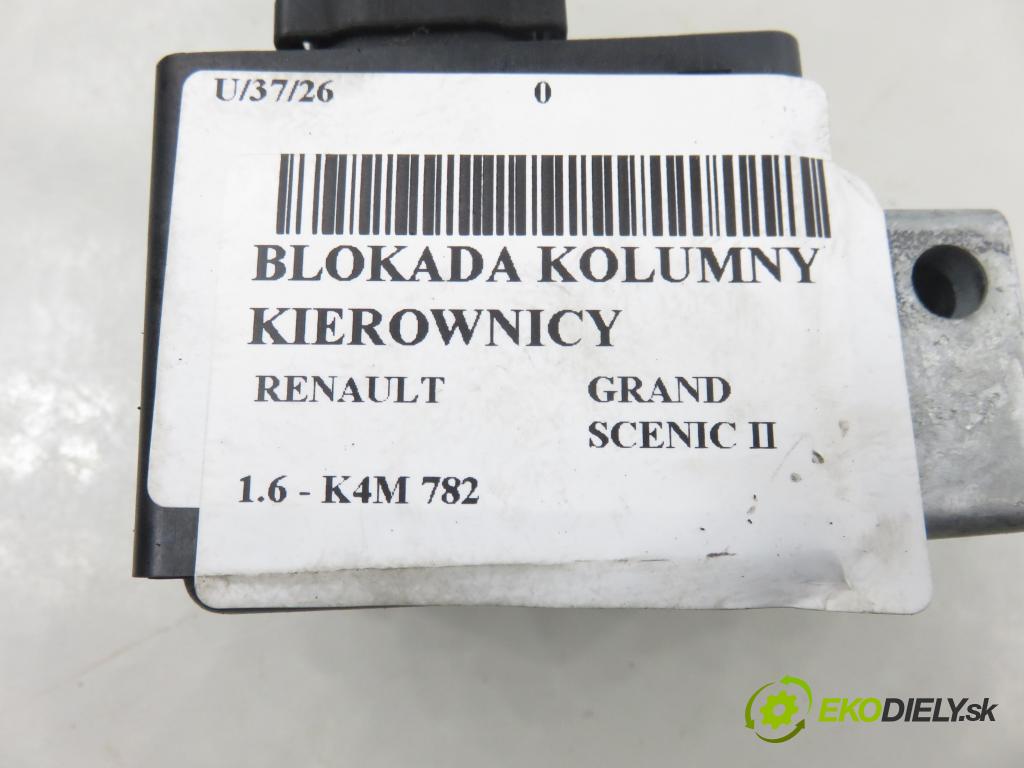 U/37/26 0
BLOKADA KOLUMNY
KIEROWNICY
RENAULT GRAND
SCENIC II
1.6 - K4M 782
EKODIELY.sk